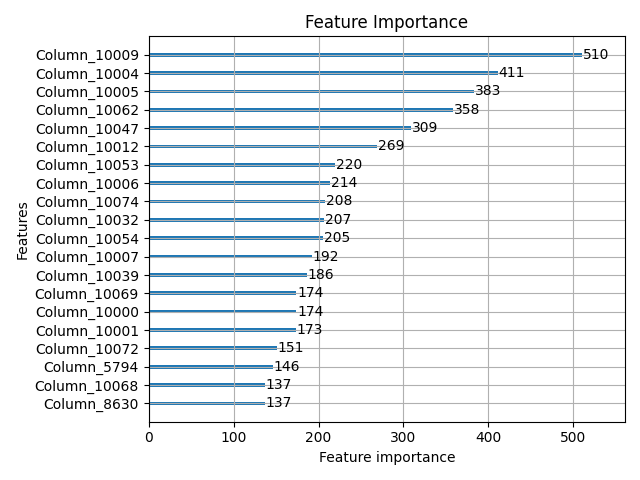 Feature Importance
Column_10009 510
Column_10004 411
Column_10005 383
Column_10062 358
Column_10047 309
Column_10012 269
Column_10053 220
Column_10006 214
Column_10074 208
Column_10032 207
Column_10054 205
Column_10007 192
Column_10039 186
Column_10069 174
Column_10000 174
Column_10001 173
Column_10072 151
Column_5794 146
Column_10068 137
Column_8630 137
Features
0 100 200 300 400 500
Feature importance